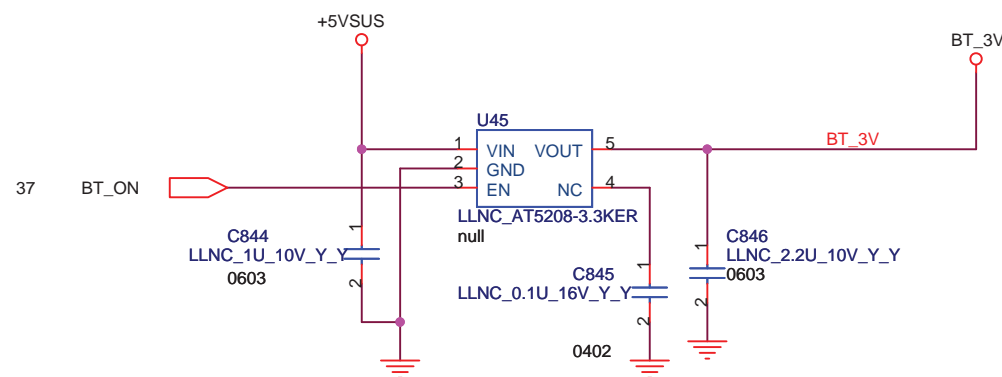 +5VSUS
BT_3V
U45
1 VIN VOUT 5
BT_3V
2 GND
37 BT_ON
3 EN NC 4
LLNC_AT5208-3.3KER
null
1
C844
LLNC_1U_10V_Y_Y
0603
2
1
C845
LLNC_0.1U_16V_Y_Y
2
0402
1
C846
LLNC_2.2U_10V_Y_Y
0603
2